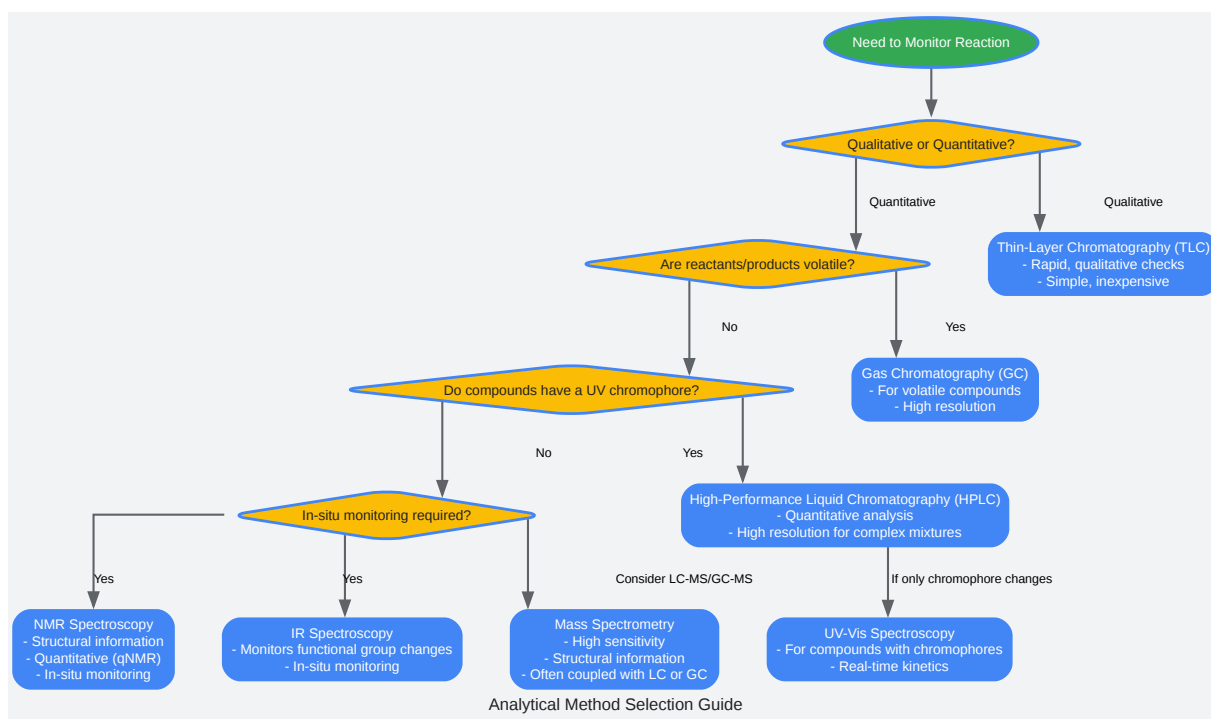 Need to Monitor Reaction
Qualitative or Quantitative?
Quantitative
Qualitative
Thin-Layer Chromatography (TLC)
- Rapid, qualitative checks
- Simple, inexpensive
Are reactants/products volatile?
No
Yes
Gas Chromatography (GC)
- For volatile compounds
- High resolution
Do compounds have a UV chromophore?
No
Yes
High-Performance Liquid Chromatography (HPLC)
- Quantitative analysis
- High resolution for complex mixtures
In-situ monitoring required?
Yes
Yes
Consider LC-MS/GC-MS
If only chromophore changes
NMR Spectroscopy
- Structural information
- Quantitative (qNMR)
- In-situ monitoring
IR Spectroscopy
- Monitors functional group changes
- In-situ monitoring
Mass Spectrometry
- High sensitivity
- Structural information
- Often coupled with LC or GC
UV-Vis Spectroscopy
- For compounds with chromophores
- Real-time kinetics
Analytical Method Selection Guide